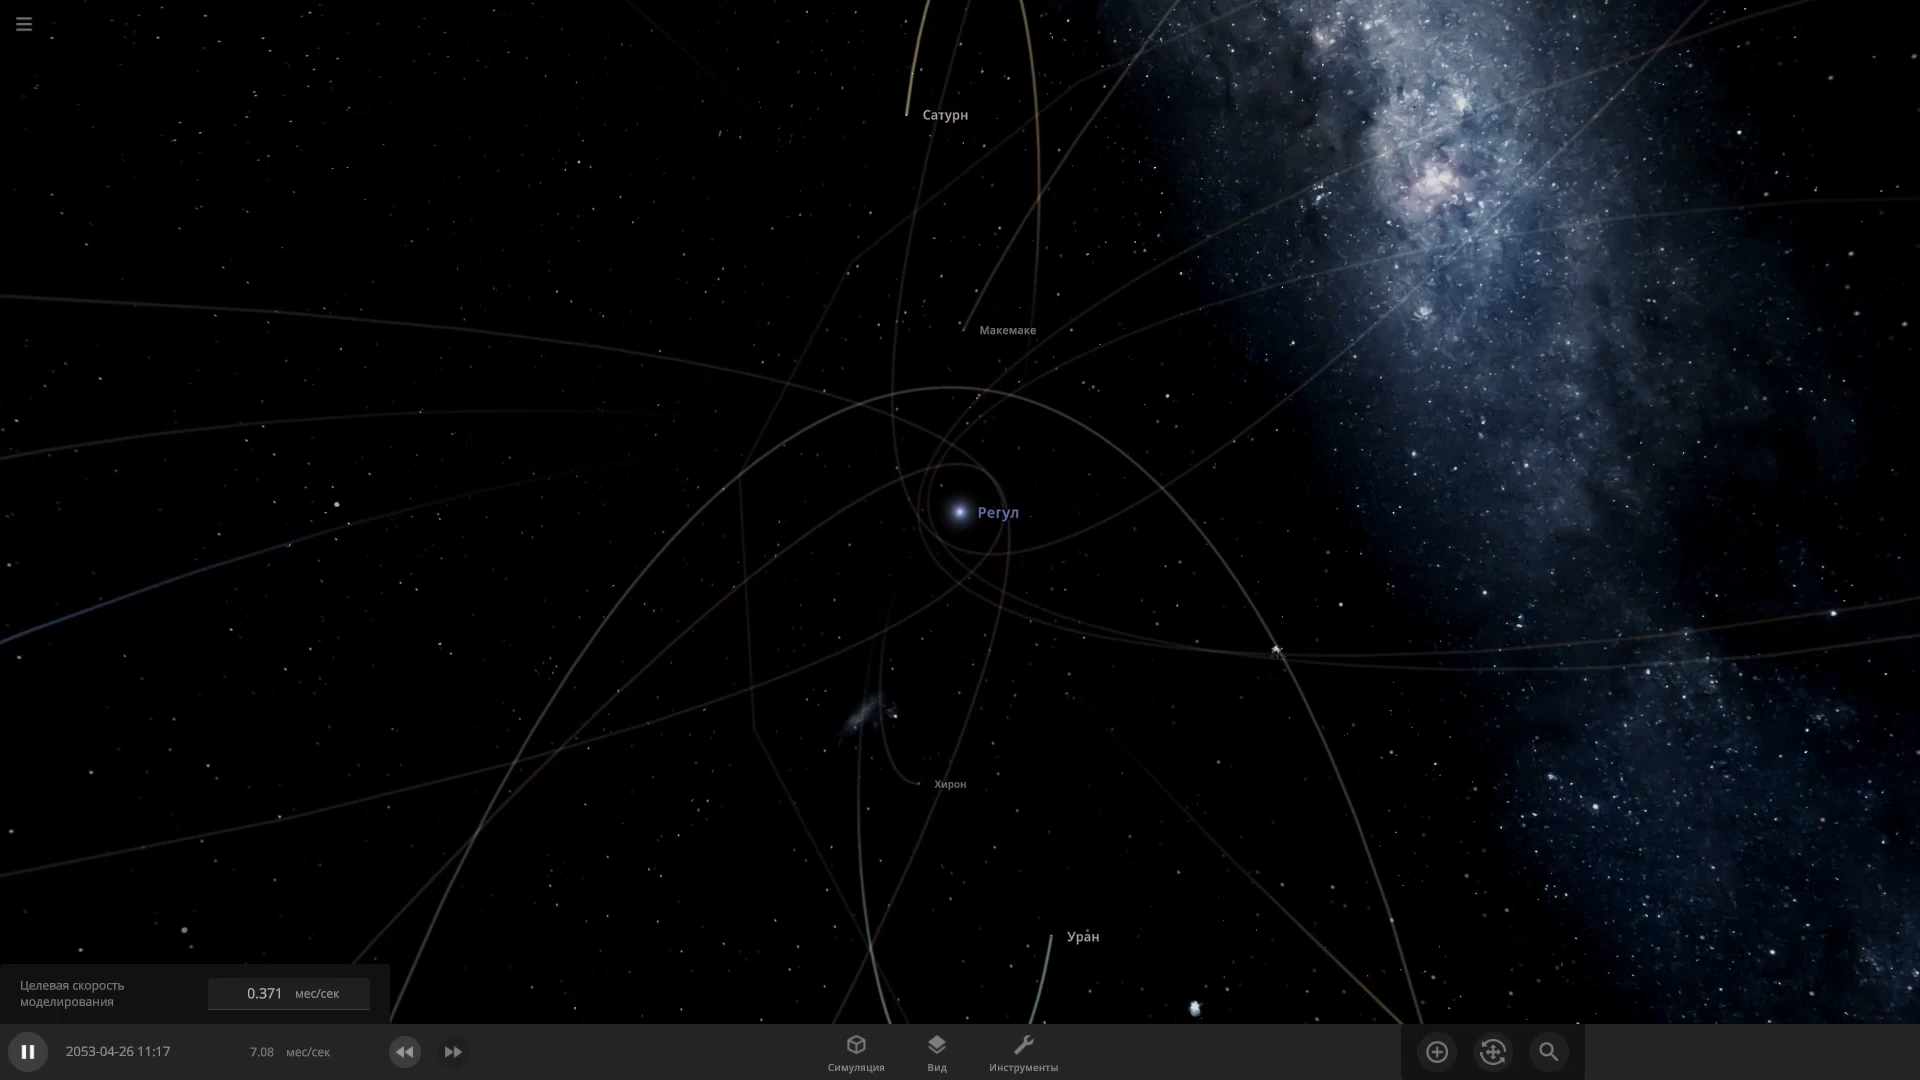 Сатурн
Макемаке
Регул
Хирон
Уран
Целевая скорость
моделирования
0.371 мес/сек
2053-04-26 11:17
7.08 мес/сек
Симуляция
Вид
Инструменты